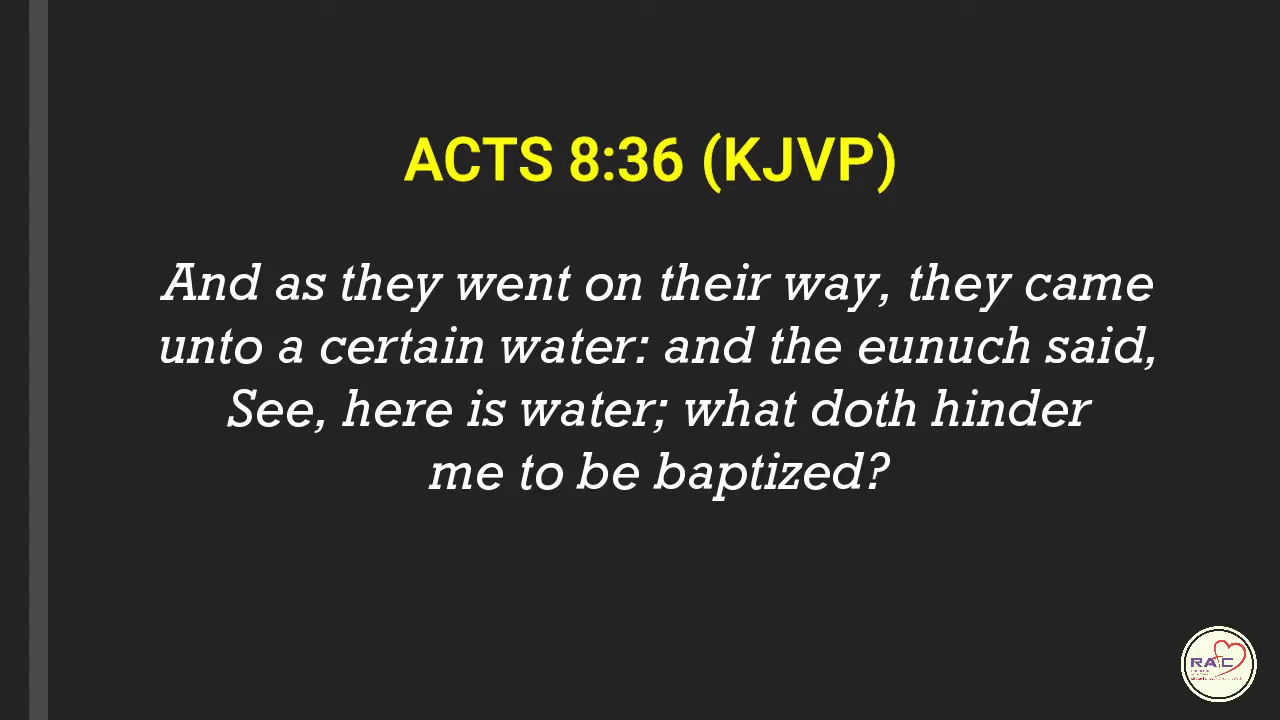 ACTS 8:36 (KJVP)
And as they went on their way, they came
unto a certain water: and the eunuch said,
See, here is water; what doth hinder
me to be baptized?
RAFC